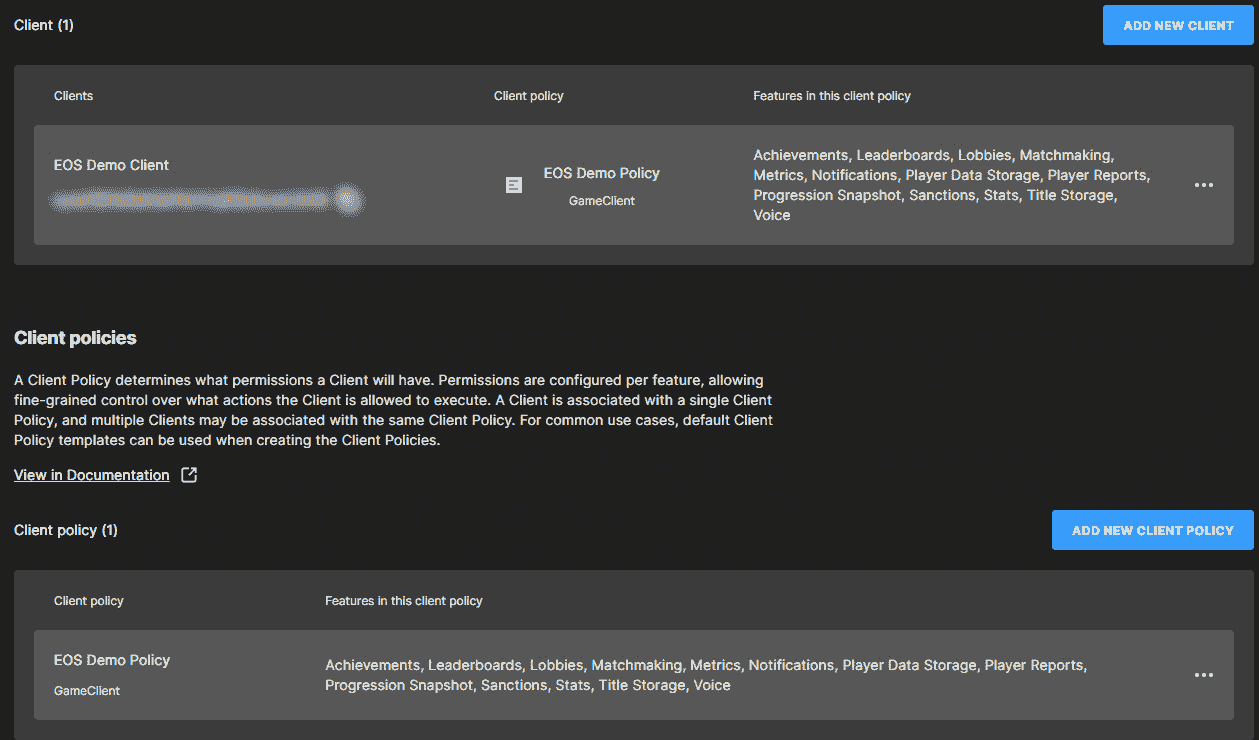 Client (1)
ADD NEW CLIENT
Clients
Client policy
Features in this client policy
EOS Demo Client
EOS Demo Policy
GameClient
Achievements, Leaderboards, Lobbies, Matchmaking,
Metrics, Notifications, Player Data Storage, Player Reports,
Progression Snapshot, Sanctions, Stats, Title Storage,
Voice
Client policies
A Client Policy determines what permissions a Client will have. Permissions are configured per feature, allowing
fine-grained control over what actions the Client is allowed to execute. A Client is associated with a single Client
Policy, and multiple Clients may be associated with the same Client Policy. For common use cases, default Client
Policy templates can be used when creating the Client Policies.
View in Documentation
Client policy (1)
ADD NEW CLIENT POLICY
Client policy
Features in this client policy
EOS Demo Policy
GameClient
Achievements, Leaderboards, Lobbies, Matchmaking, Metrics, Notifications, Player Data Storage, Player Reports,
Progression Snapshot, Sanctions, Stats, Title Storage, Voice